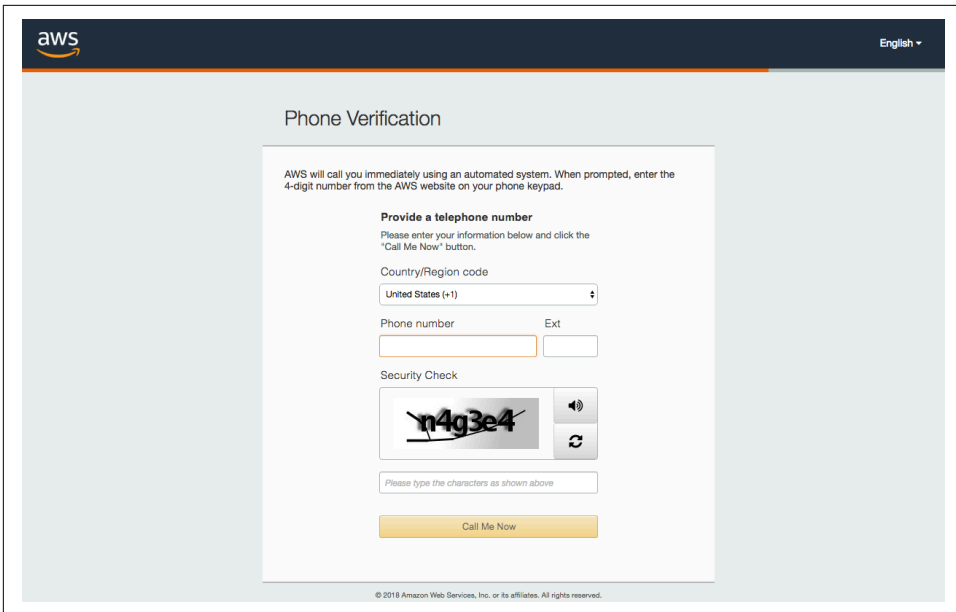 aws
English
Phone Verification
AWS will call you immediately using an automated system. When prompted, enter the
4-digit number from the AWS website on your phone keypad.
Provide a telephone number
Please enter your information below and click the
"Call Me Now" button.
Country/Region code
United States (+1)
Phone number Ext
Security Check
n4g3e4
Please type the characters as shown above
Call Me Now
© 2018 Amazon Web Services, Inc. or its affiliates. All rights reserved.